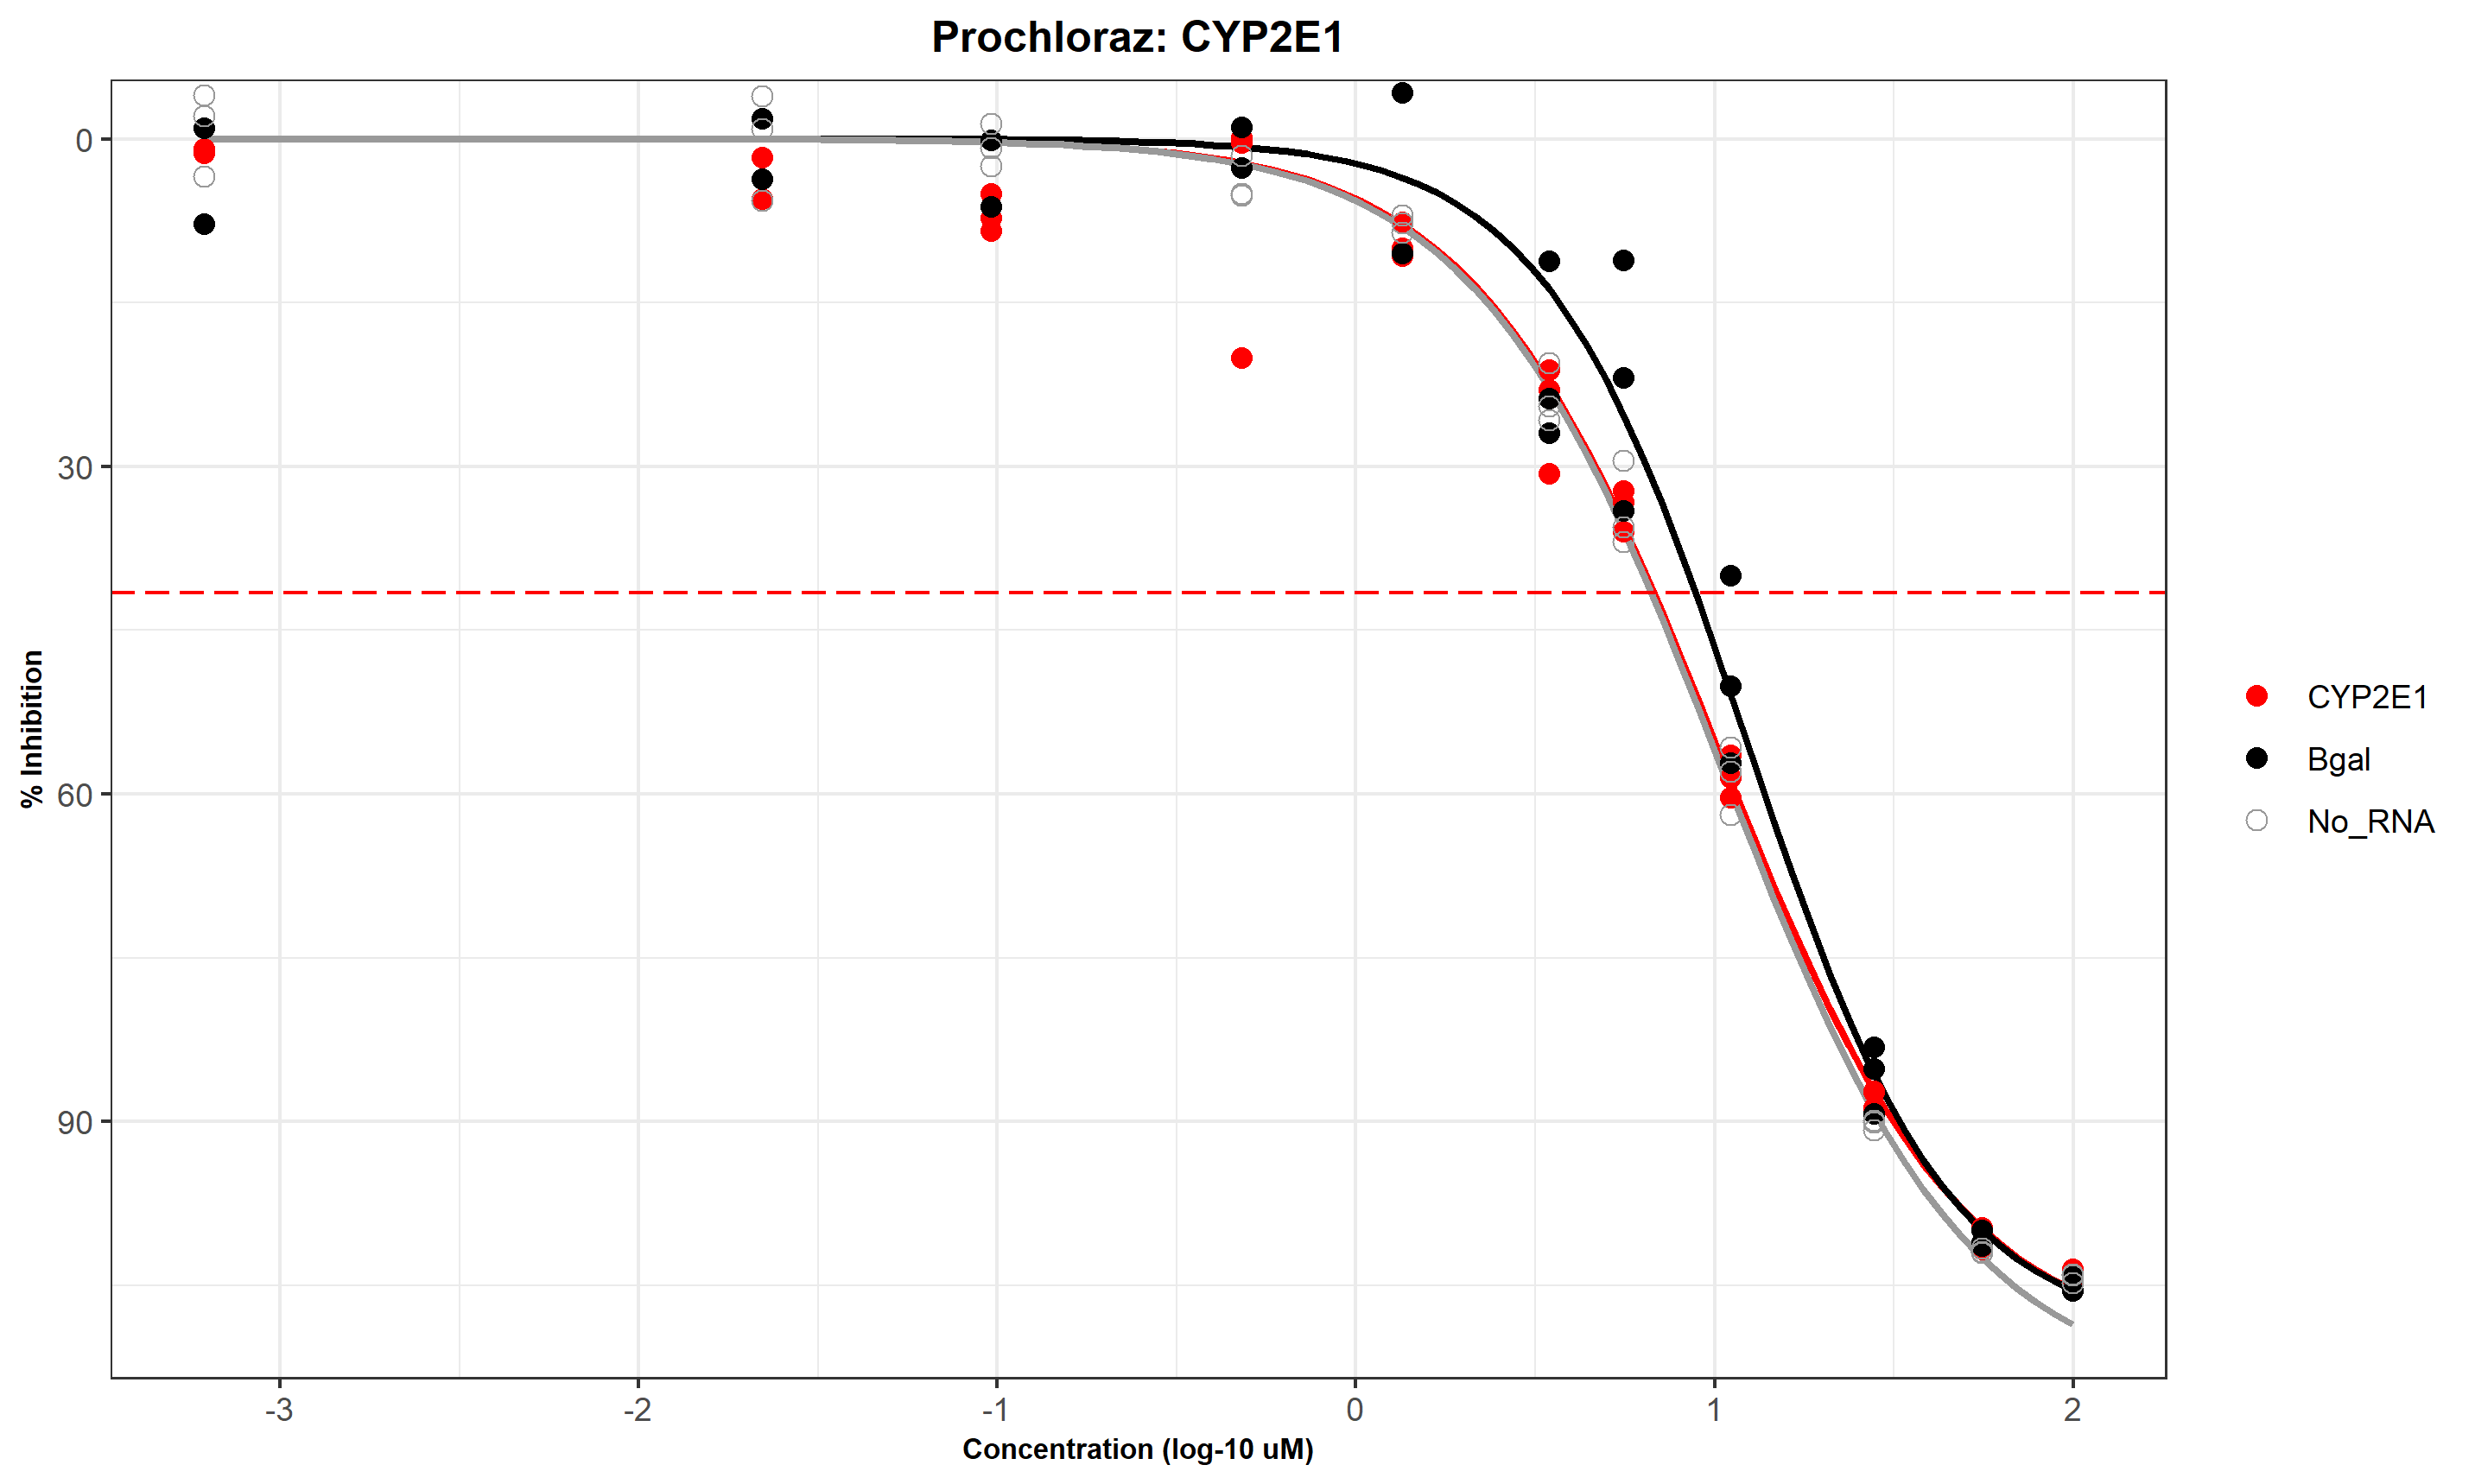 Prochloraz: CYP2E1
0
30
60
90
% Inhibition
-3
-2
-1
0
1
2
Concentration (log-10 uM)
CYP2E1
Bgal
No_RNA